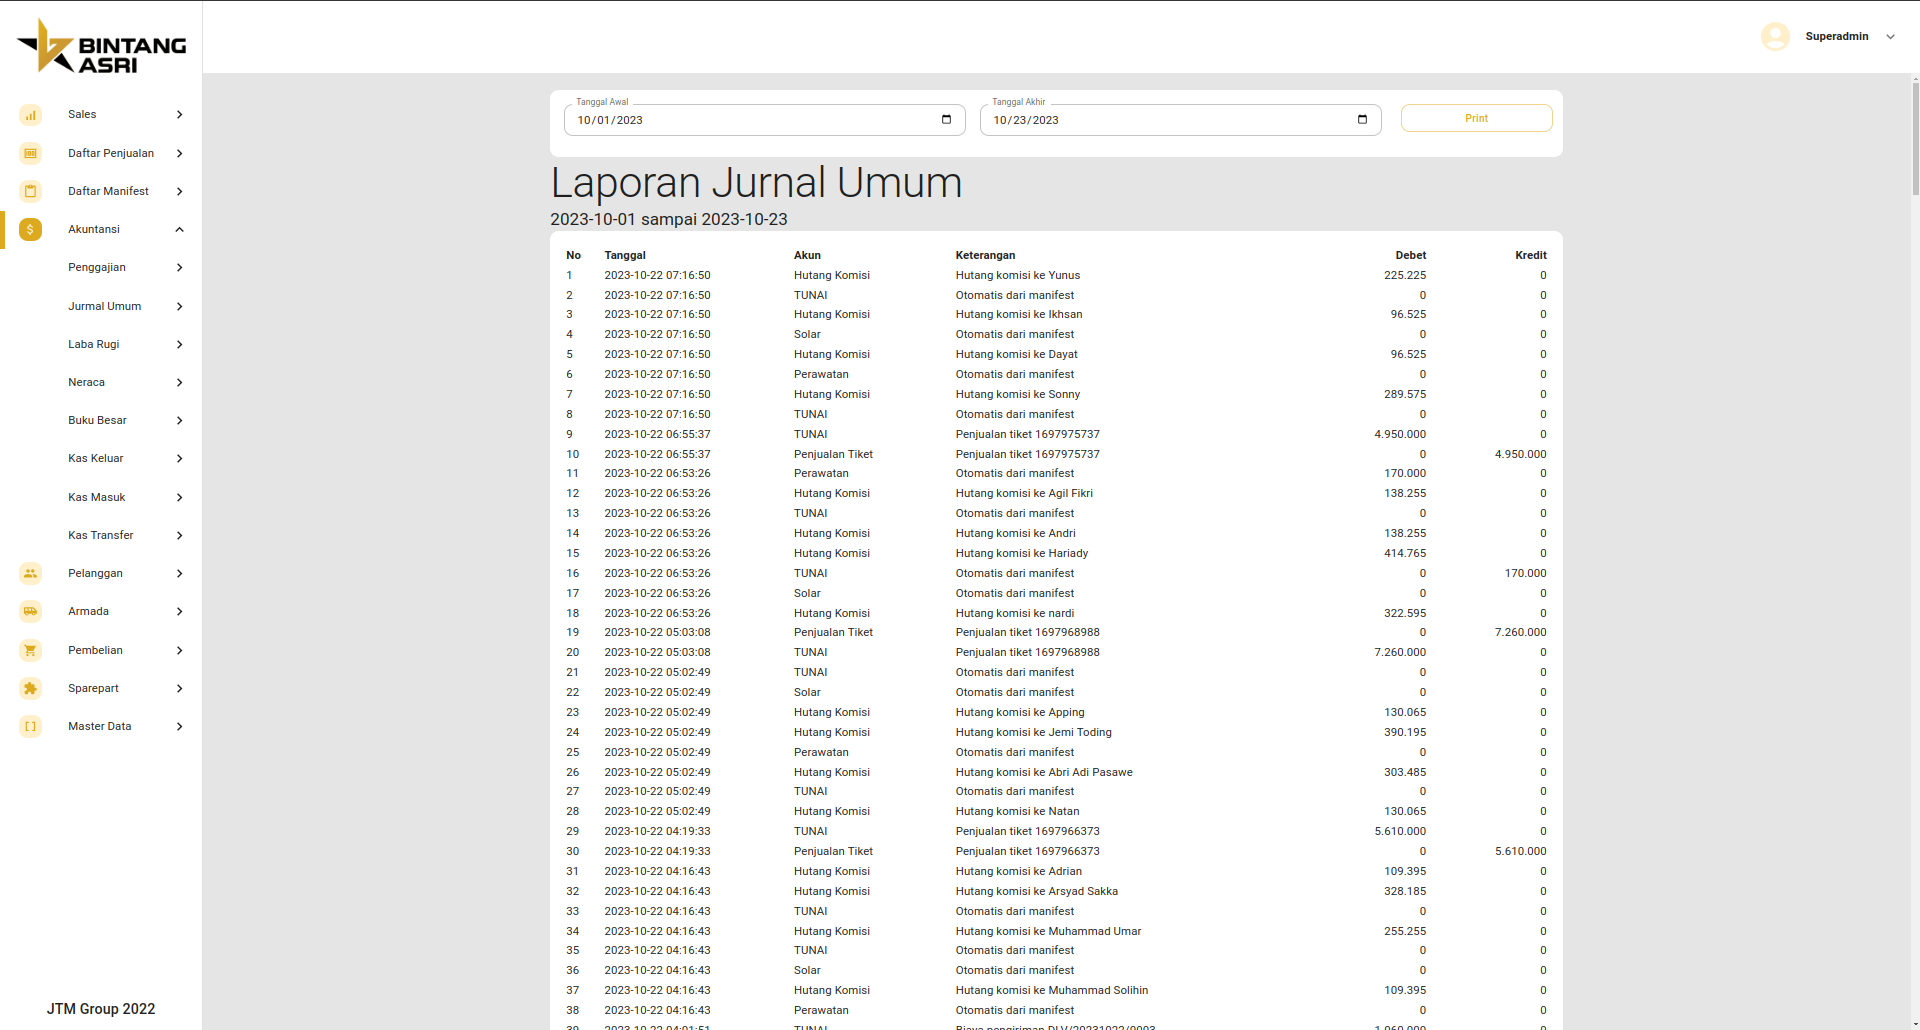 BINTANG
ASRI
Superadmin
Sales
Daftar Penjualan
Daftar Manifest
Akuntansi
Penggajian
Jurmal Umum
Laba Rugi
Neraca
Buku Besar
Kas Keluar
Kas Masuk
Kas Transfer
Pelanggan
Armada
Pembelian
Sparepart
Master Data
JTM Group 2022
Tanggal Awal
10/01/2023
Tanggal Akhir
10/23/2023
Print
Laporan Jurnal Umum
2023-10-01 sampai 2023-10-23
No Tanggal Akun Keterangan Debet Kredit
1 2023-10-22 07:16:50 Hutang Komisi Hutang komisi ke Yunus 225.225 0
2 2023-10-22 07:16:50 TUNAI Otomatis dari manifest 0 0
3 2023-10-22 07:16:50 Hutang Komisi Hutang komisi ke Ikhsan 96.525 0
4 2023-10-22 07:16:50 Solar Otomatis dari manifest 0 0
5 2023-10-22 07:16:50 Hutang Komisi Hutang komisi ke Dayat 96.525 0
6 2023-10-22 07:16:50 Perawatan Otomatis dari manifest 0 0
7 2023-10-22 07:16:50 Hutang Komisi Hutang komisi ke Sonny 289.575 0
8 2023-10-22 07:16:50 TUNAI Otomatis dari manifest 0 0
9 2023-10-22 06:55:37 TUNAI Penjualan tiket 1697975737 4.950.000 0
10 2023-10-22 06:55:37 Penjualan Tiket Penjualan tiket 1697975737 0 4.950.000
11 2023-10-22 06:53:26 Perawatan Otomatis dari manifest 170.000 0
12 2023-10-22 06:53:26 Hutang Komisi Hutang komisi ke Agil Fikri 138.255 0
13 2023-10-22 06:53:26 TUNAI Otomatis dari manifest 0 0
14 2023-10-22 06:53:26 Hutang Komisi Hutang komisi ke Andri 138.255 0
15 2023-10-22 06:53:26 Hutang Komisi Hutang komisi ke Hariady 414.765 0
16 2023-10-22 06:53:26 TUNAI Otomatis dari manifest 0 170.000
17 2023-10-22 06:53:26 Solar Otomatis dari manifest 0 0
18 2023-10-22 06:53:26 Hutang Komisi Hutang komisi ke nardi 322.595 0
19 2023-10-22 05:03:08 Penjualan Tiket Penjualan tiket 1697968988 0 7.260.000
20 2023-10-22 05:03:08 TUNAI Penjualan tiket 1697968988 7.260.000 0
21 2023-10-22 05:02:49 TUNAI Otomatis dari manifest 0 0
22 2023-10-22 05:02:49 Solar Otomatis dari manifest 0 0
23 2023-10-22 05:02:49 Hutang Komisi Hutang komisi ke Apping 130.065 0
24 2023-10-22 05:02:49 Hutang Komisi Hutang komisi ke Jemi Toding 390.195 0
25 2023-10-22 05:02:49 Perawatan Otomatis dari manifest 0 0
26 2023-10-22 05:02:49 Hutang Komisi Hutang komisi ke Abri Adi Pasawe 303.485 0
27 2023-10-22 05:02:49 TUNAI Otomatis dari manifest 0 0
28 2023-10-22 05:02:49 Hutang Komisi Hutang komisi ke Natan 130.065 0
29 2023-10-22 04:19:33 TUNAI Penjualan tiket 1697966373 5.610.000 0
30 2023-10-22 04:19:33 Penjualan Tiket Penjualan tiket 1697966373 0 5.610.000
31 2023-10-22 04:16:43 Hutang Komisi Hutang komisi ke Adrian 109.395 0
32 2023-10-22 04:16:43 Hutang Komisi Hutang komisi ke Arsyad Sakka 328.185 0
33 2023-10-22 04:16:43 TUNAI Otomatis dari manifest 0 0
34 2023-10-22 04:16:43 Hutang Komisi Hutang komisi ke Muhammad Umar 255.255 0
35 2023-10-22 04:16:43 TUNAI Otomatis dari manifest 0 0
36 2023-10-22 04:16:43 Solar Otomatis dari manifest 0 0
37 2023-10-22 04:16:43 Hutang Komisi Hutang komisi ke Muhammad Solihin 109.395 0
38 2023-10-22 04:16:43 Perawatan Otomatis dari manifest 0 0
39 2023-10-22 04:01:51 TUNAI Biaya pengiriman DLV/20231022/0003 1.060.000 0